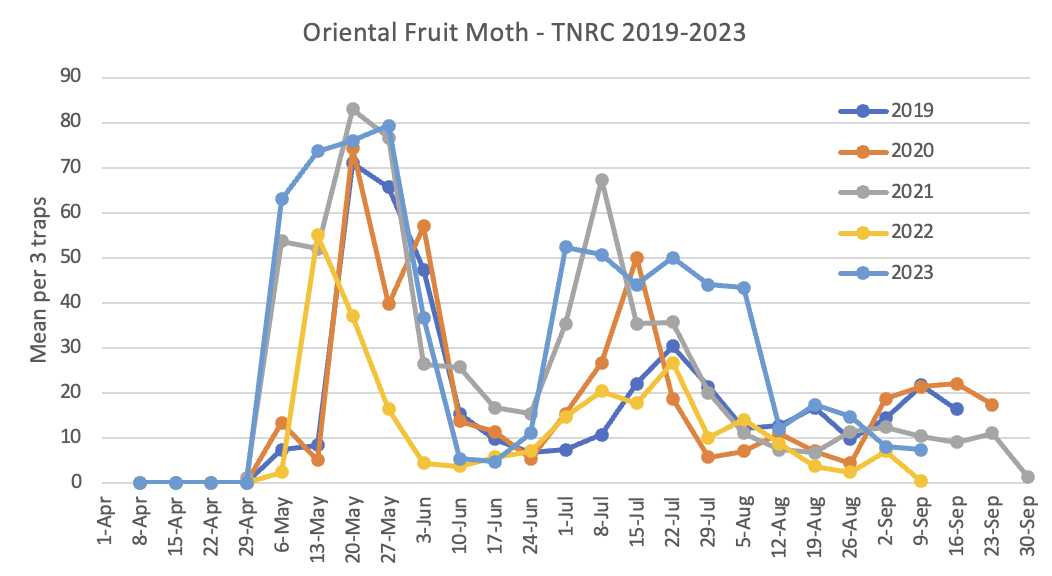 Oriental Fruit Moth - TNRC 2019-2023
Mean per 3 traps
90
80
70
60
50
40
30
20
10
0
2019
2020
2021
2022
2023
1-Apr
8-Apr
15-Apr
22-Apr
29-Apr
6-May
13-May
20-May
27-May
3-Jun
10-Jun
17-Jun
24-Jun
1-Jul
8-Jul
15-Jul
22-Jul
29-Jul
5-Aug
12-Aug
19-Aug
26-Aug
2-Sep
9-Sep
16-Sep
23-Sep
30-Sep